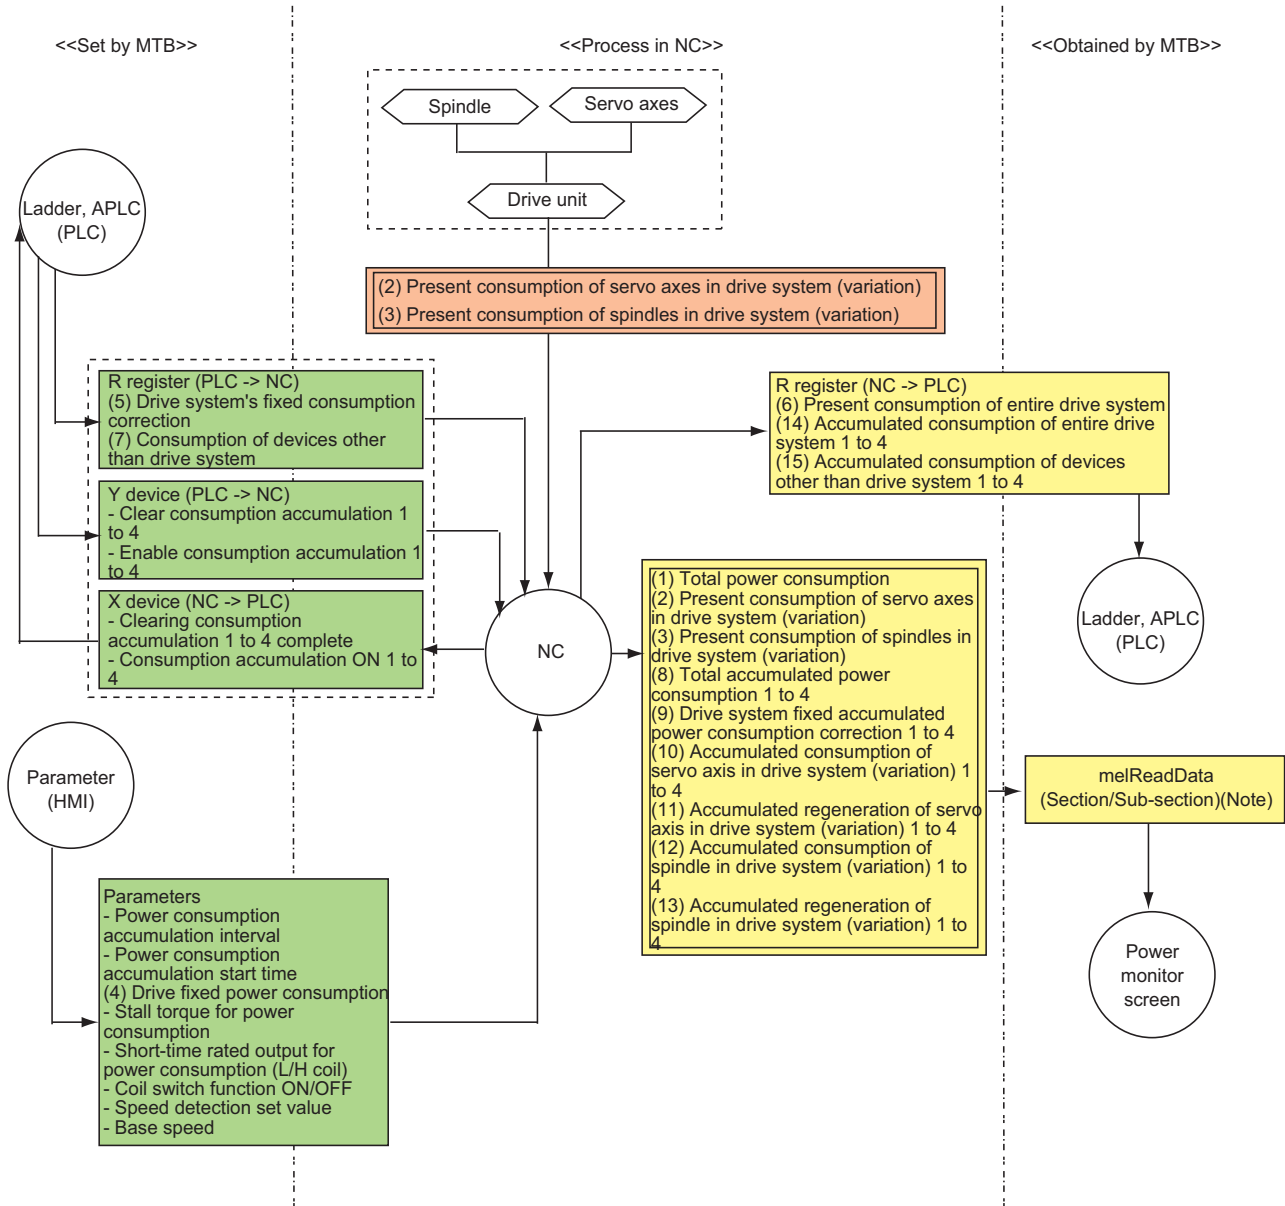 <<Set by MTB>>
<<Process in NC>>
<<Obtained by MTB>>
Spindle
Servo axes
Drive unit
Ladder, APLC
(PLC)
(2) Present consumption of servo axes in drive system (variation)
(3) Present consumption of spindles in drive system (variation)
R register (PLC -> NC)
(5) Drive system's fixed consumption
correction
(7) Consumption of devices other
than drive system
Y device (PLC -> NC)
- Clear consumption accumulation 1
to 4
- Enable consumption accumulation 1
to 4
X device (NC -> PLC)
- Clearing consumption
accumulation 1 to 4 complete
- Consumption accumulation ON 1 to
4
NC
R register (NC -> PLC)
(6) Present consumption of entire drive system
(14) Accumulated consumption of entire drive
system 1 to 4
(15) Accumulated consumption of devices
other than drive system 1 to 4
Ladder, APLC
(PLC)
(1) Total power consumption
(2) Present consumption of servo axes
in drive system (variation)
(3) Present consumption of spindles in
drive system (variation)
(8) Total accumulated power
consumption 1 to 4
(9) Drive system fixed accumulated
power consumption correction 1 to 4
(10) Accumulated consumption of
servo axis in drive system (variation) 1
to 4
(11) Accumulated regeneration of servo
axis in drive system (variation) 1 to 4
(12) Accumulated consumption of
spindle in drive system (variation) 1 to
4
(13) Accumulated regeneration of
spindle in drive system (variation) 1 to
4
melReadData
(Section/Sub-section)(Note)
Power
monitor
screen
Parameter
(HMI)
Parameters
- Power consumption
accumulation interval
- Power consumption
accumulation start time
(4) Drive fixed power consumption
- Stall torque for power
consumption
- Short-time rated output for
power consumption (L/H coil)
- Coil switch function ON/OFF
- Speed detection set value
- Base speed